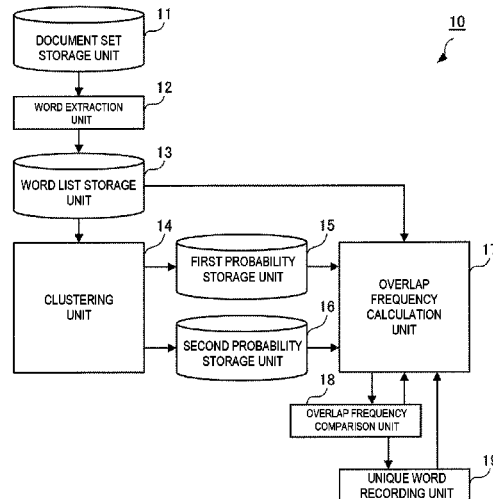 11
10
DOCUMENT SET
STORAGE UNIT
12
WORD EXTRACTION
UNIT
13
WORD LIST STORAGE
UNIT
14
CLUSTERING
UNIT
15
FIRST PROBABILITY
STORAGE UNIT
16
SECOND PROBABILITY
STORAGE UNIT
17
OVERLAP
FREQUENCY
CALCULATION
UNIT
18
OVERLAP FREQUENCY
COMPARISON UNIT
19
UNIQUE WORD
RECORDING UNIT